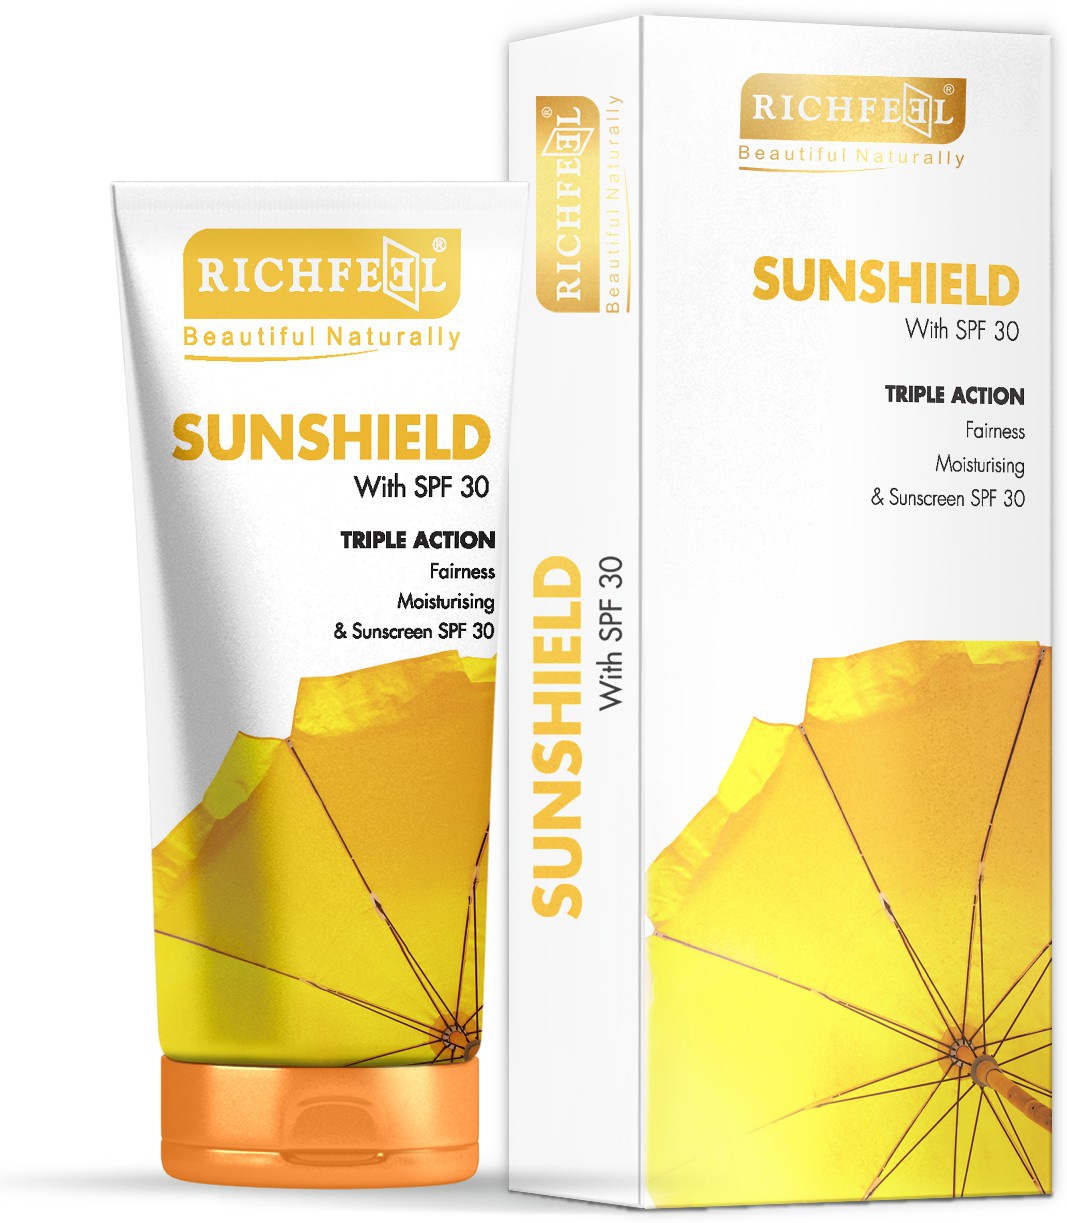 RICHFEEL®
Beautiful Naturally
SUNSHIELD
With SPF 30
TRIPLE ACTION
Fairness
Moisturising
& Sunscreen SPF 30
RICHFEEL®
Beautiful Naturally
SUNSHIELD
With SPF 30
RICHFEEL®
Beautiful Naturally
SUNSHIELD
With SPF 30
TRIPLE ACTION
Fairness
Moisturising
& Sunscreen SPF 30